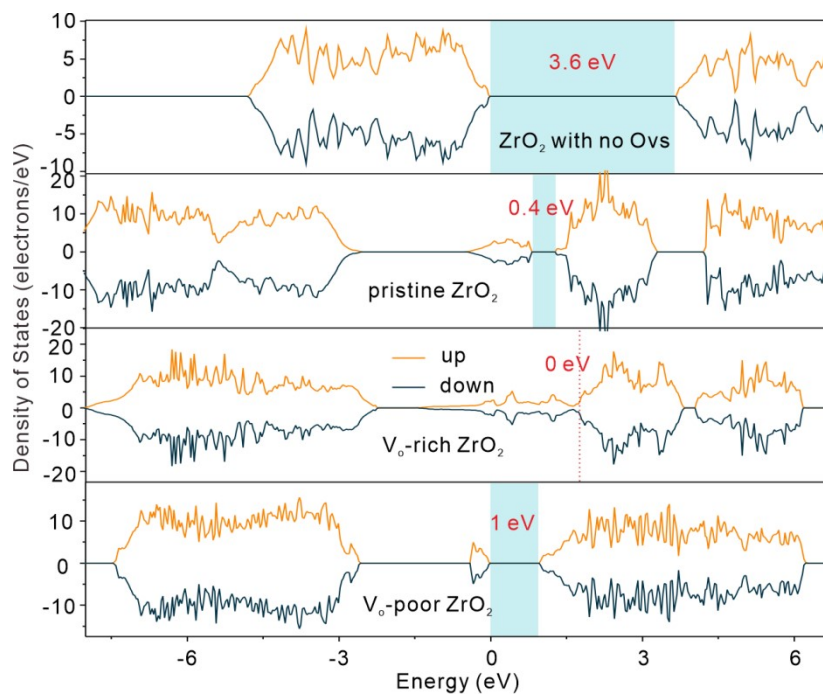 Density of States (electrons/eV)
10
5
0
-5
-10
3.6 eV
ZrO₂ with no Ovs
20
10
0
-10
-20
0.4 eV
pristine ZrO₂
20
10
0
-10
-20
up
down
0 eV
Vₒ-rich ZrO₂
10
0
-10
1 eV
Vₒ-poor ZrO₂
-6
-3
0
3
6
Energy (eV)